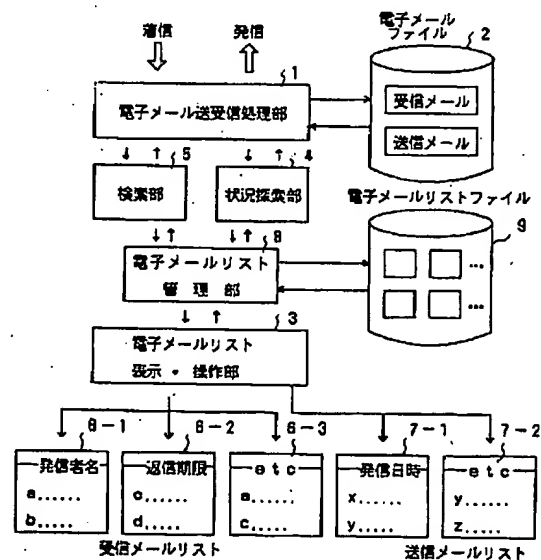 着信
発信
電子メール
ファイル
2
1
電子メール送受信処理部
受信メール
送信メール
5
4
検索部
状況探索部
電子メールリストファイル
8
9
電子メールリスト
管理部
3
電子メールリスト
表示・操作部
6-1
6-2
6-3
7-1
7-2
発信者名
a......
b.....
返信期限
c......
d.....
etc
a......
c.....
発信日時
x......
y.....
etc
y......
z.....
受信メールリスト
送信メールリスト